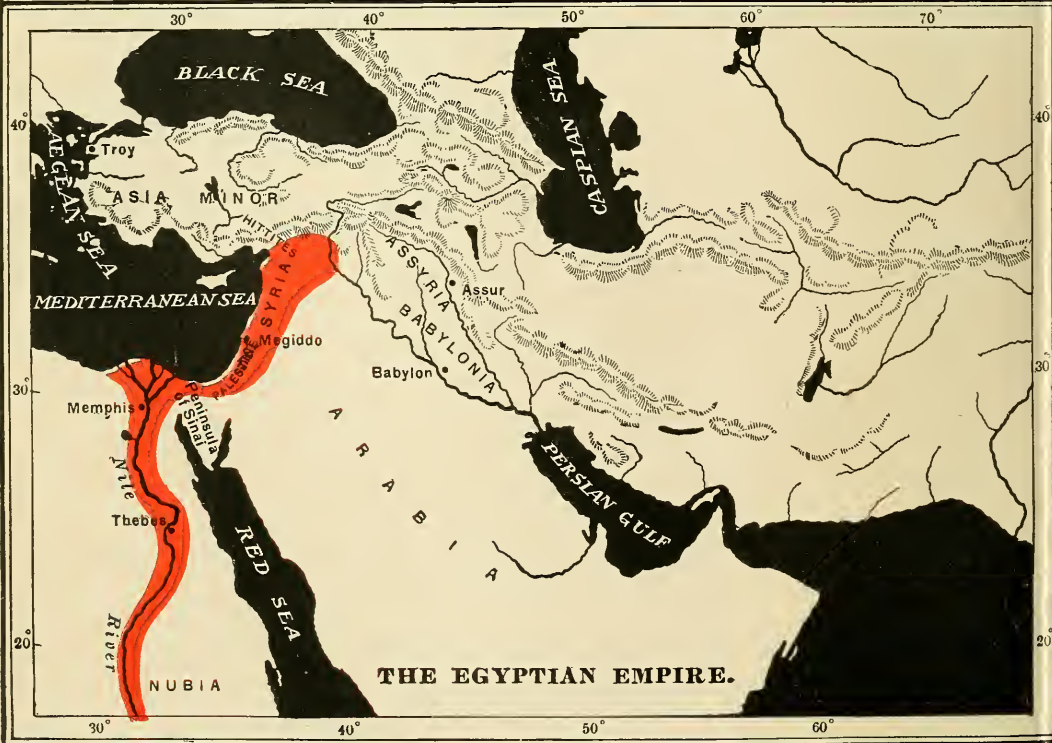 30° 40° 50° 60° 70°
BLACK SEA
CASPIAN SEA
40° 40°
AEGEAN SEA
Troy
ASIA MINOR
HITTITES
ASSYRIA
Assur
SYRIA
MEDITERRANEAN SEA
BABYLONIA
Megiddo
PALESTINE
Babylon
30° 30°
Memphis
Peninsula
of Sinai
ARABIA
Nile
PERSIAN GULF
Thebes
RED SEA
River
20° 20°
NUBIA
THE EGYPTIAN EMPIRE.
30° 40° 50° 60°